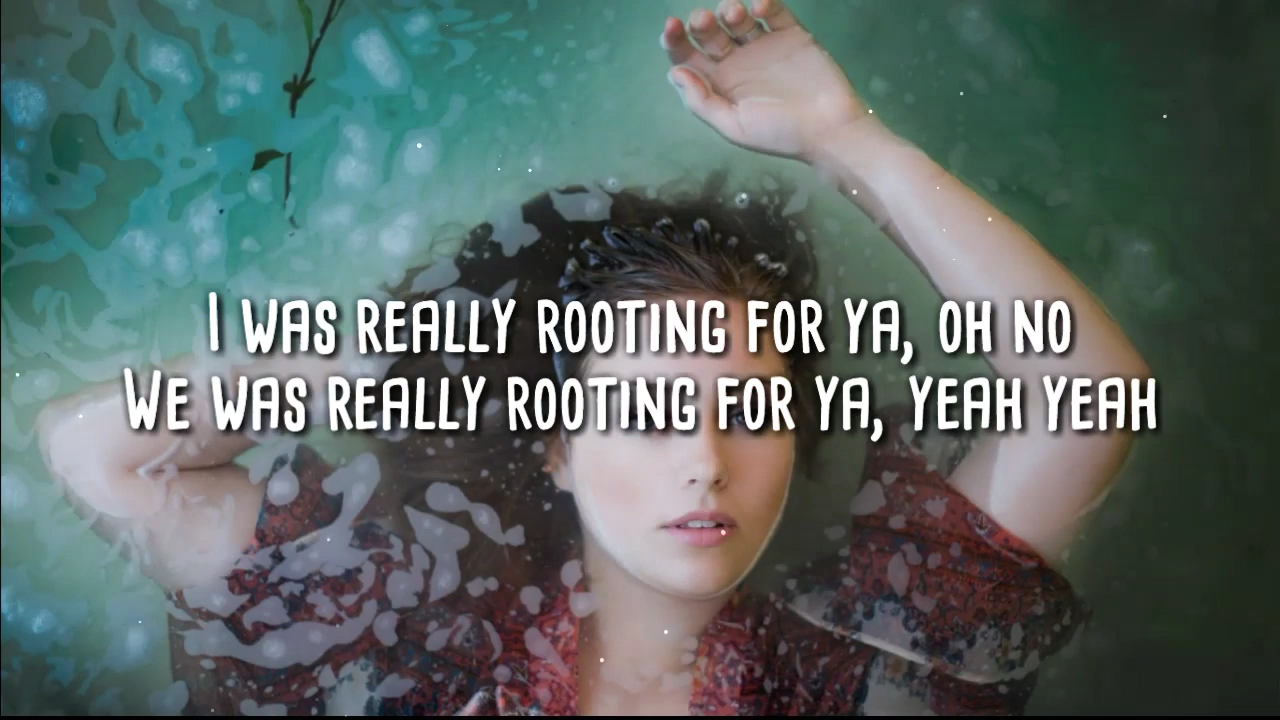 I was really rooting for ya, oh no
We was really rooting for ya, yeah yeah